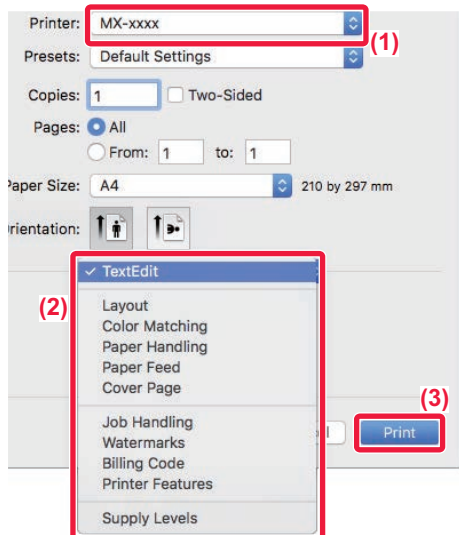 Printer: MX-xxxx
(1)
Presets: Default Settings
Copies: 1 Two-Sided
Pages: All
From: 1 to: 1
Paper Size: A4 210 by 297 mm
rientation:
✓ TextEdit
(2)
Layout
Color Matching
Paper Handling
Paper Feed
Cover Page
(3)
Job Handling
Watermarks
Billing Code
Printer Features
Print
Supply Levels